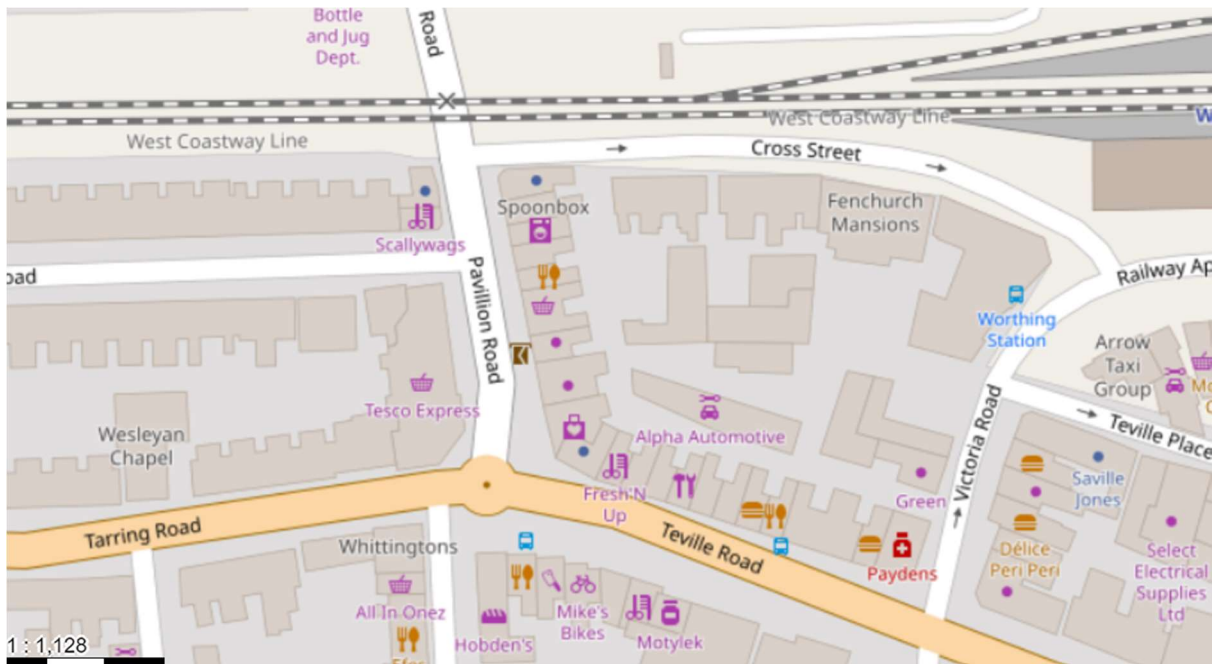 Bottle
and Jug
Dept.
Road
West Coastway Line
West Coastway Line
W
Cross Street
Spoonbox
Fenchurch
Mansions
Scallywags
oad
Pavillion Road
Railway Ap
Worthing
Station
Arrow
Taxi
Group
Mo
C
Tesco Express
Wesleyan
Chapel
Alpha Automotive
Victoria Road
Teville Place
Saville
Jones
Green
Fresh'N
Up
Tarring Road
Teville Road
Whittingtons
Délice
Peri Peri
Select
Electrical
Supplies
Ltd
Paydens
All In Onez
Mike's
Bikes
Hobden's
Motylek
1 : 1,128